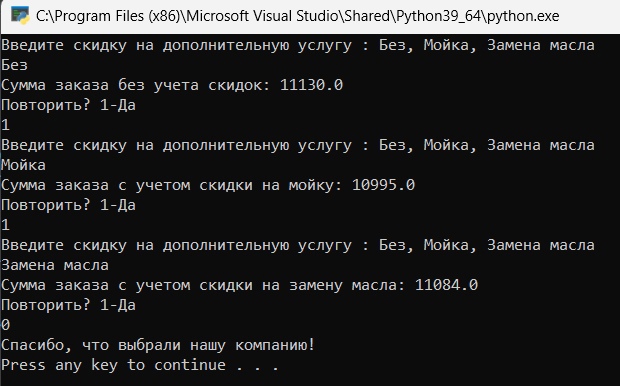 C:\Program Files (x86)\Microsoft Visual Studio\Shared\Python39_64\python.exe
Введите скидку на дополнительную услугу : Без, Мойка, Замена масла
Без
Сумма заказа без учета скидок: 11130.0
Повторить? 1-Да
1
Введите скидку на дополнительную услугу : Без, Мойка, Замена масла
Мойка
Сумма заказа с учетом скидки на мойку: 10995.0
Повторить? 1-Да
1
Введите скидку на дополнительную услугу : Без, Мойка, Замена масла
Замена масла
Сумма заказа с учетом скидки на замену масла: 11084.0
Повторить? 1-Да
0
Спасибо, что выбрали нашу компанию!
Press any key to continue . . .